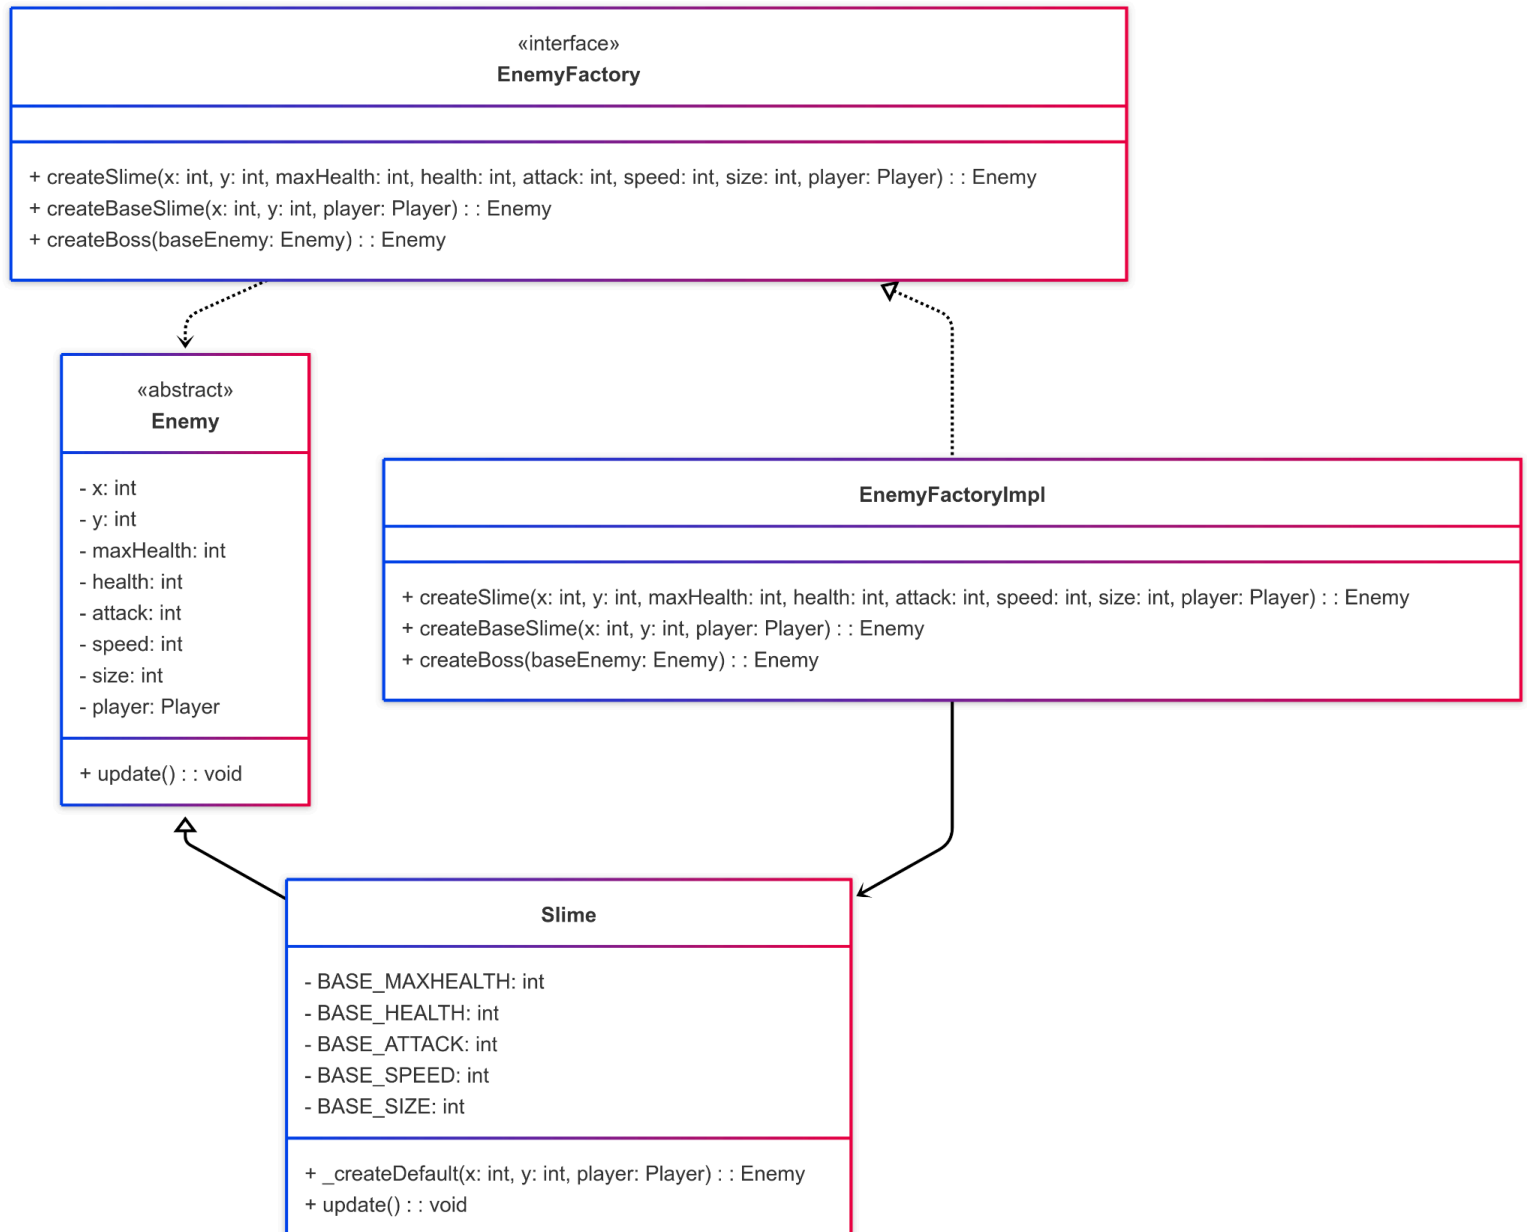 «interface»
EnemyFactory
+ createSlime(x: int, y: int, maxHealth: int, health: int, attack: int, speed: int, size: int, player: Player) : : Enemy
+ createBaseSlime(x: int, y: int, player: Player) : : Enemy
+ createBoss(baseEnemy: Enemy) : : Enemy
«abstract»
Enemy
- x: int
- y: int
- maxHealth: int
- health: int
- attack: int
- speed: int
- size: int
- player: Player
+ update() : : void
EnemyFactoryImpl
+ createSlime(x: int, y: int, maxHealth: int, health: int, attack: int, speed: int, size: int, player: Player) : : Enemy
+ createBaseSlime(x: int, y: int, player: Player) : : Enemy
+ createBoss(baseEnemy: Enemy) : : Enemy
Slime
- BASE_MAXHEALTH: int
- BASE_HEALTH: int
- BASE_ATTACK: int
- BASE_SPEED: int
- BASE_SIZE: int
+ _createDefault(x: int, y: int, player: Player) : : Enemy
+ update() : : void